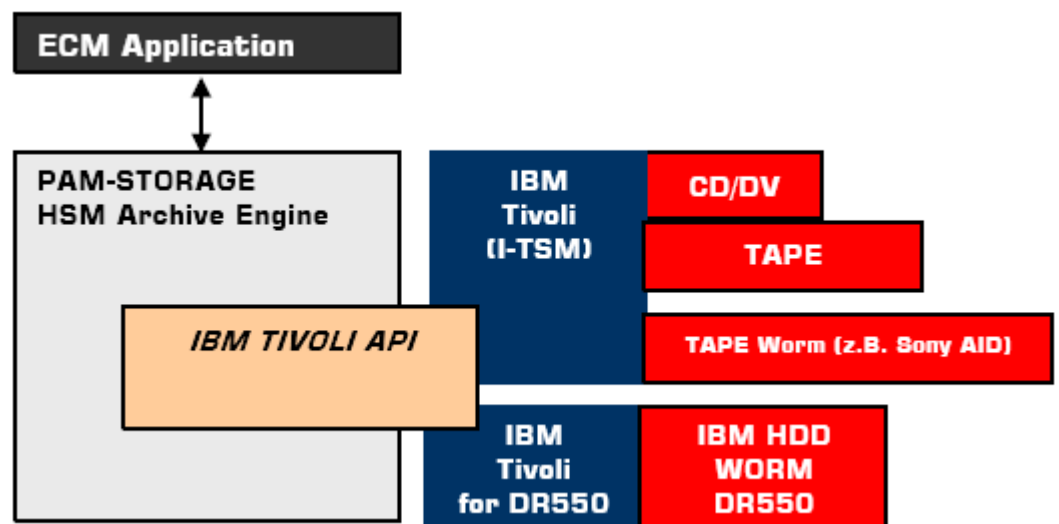 ECM Application
PAM-STORAGE
HSM Archive Engine
IBM TIVOLI API
IBM
Tivoli
(I-TSM)
CD/DV
TAPE
TAPE Worm (z.B. Sony AID)
IBM
Tivoli
for DR550
IBM HDD
WORM
DR550